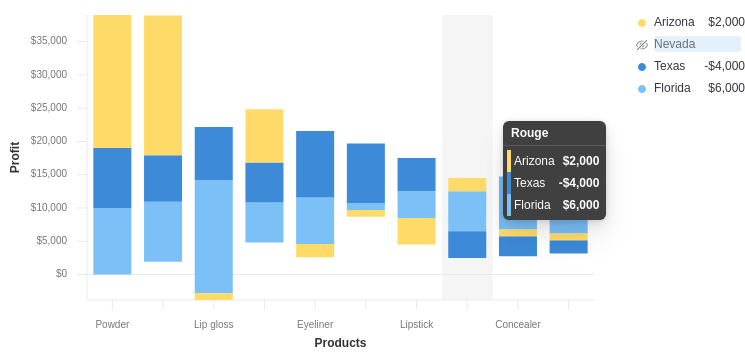 Arizona $2,000
Nevada
Texas -$4,000
Florida $6,000
$35,000
$30,000
$25,000
$20,000
$15,000
$10,000
$5,000
$0
Profit
Rouge
Arizona $2,000
Texas -$4,000
Florida $6,000
Powder Lip gloss Eyeliner Lipstick Concealer
Products